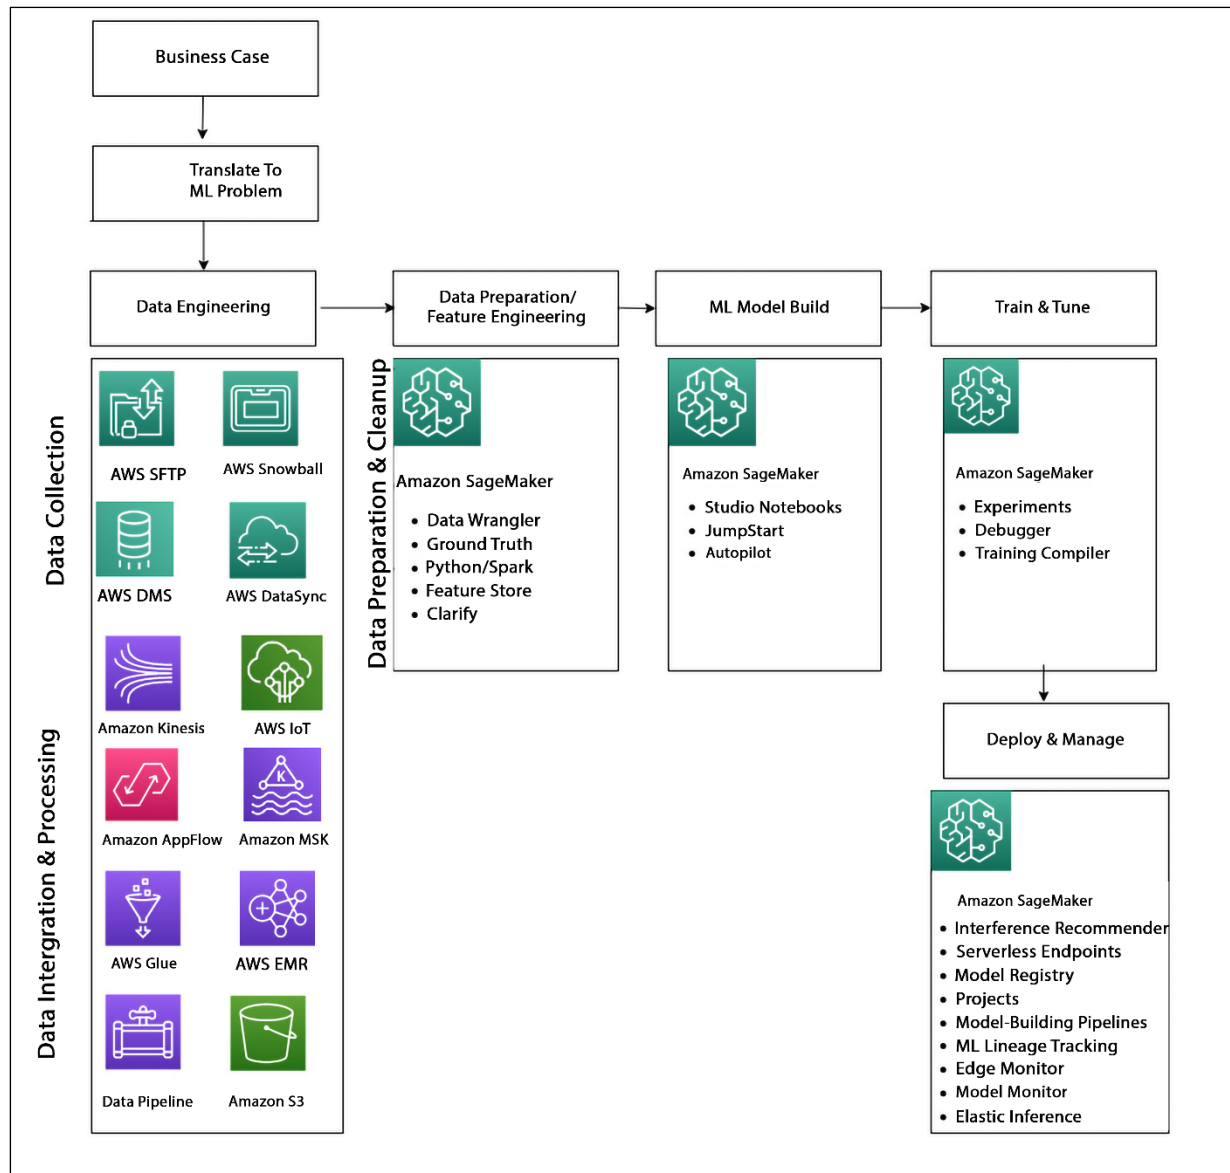 Business Case
Translate To
ML Problem
Data Engineering
Data Preparation/
Feature Engineering
ML Model Build
Train & Tune
Data Collection
Data Intergration & Processing
AWS SFTP
AWS Snowball
AWS DMS
AWS DataSync
Amazon Kinesis
AWS IoT
Amazon AppFlow
K
Amazon MSK
AWS Glue
AWS EMR
Data Pipeline
Amazon S3
Data Preparation & Cleanup
Amazon SageMaker
• Data Wrangler
• Ground Truth
• Python/Spark
• Feature Store
• Clarify
Amazon SageMaker
• Studio Notebooks
• JumpStart
• Autopilot
Amazon SageMaker
• Experiments
• Debugger
• Training Compiler
Deploy & Manage
Amazon SageMaker
• Interference Recommender
• Serverless Endpoints
• Model Registry
• Projects
• Model-Building Pipelines
• ML Lineage Tracking
• Edge Monitor
• Model Monitor
• Elastic Inference